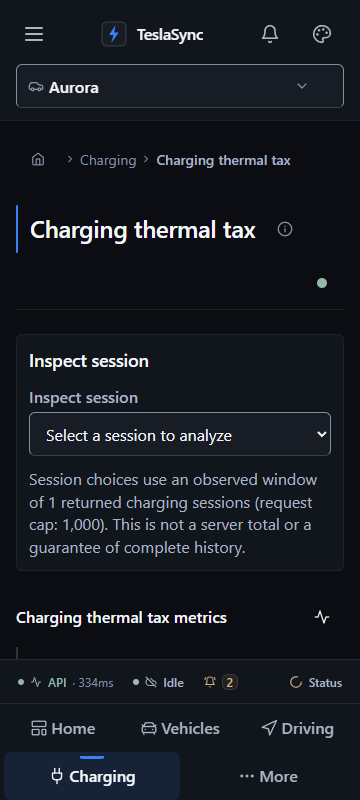 TeslaSync
Aurora
Charging
Charging thermal tax
Charging thermal tax
Inspect session
Inspect session
Select a session to analyze
Session choices use an observed window
of 1 returned charging sessions (request
cap: 1,000). This is not a server total or a
guarantee of complete history.
Charging thermal tax metrics
API · 334ms
Idle
2
Status
Home
Vehicles
Driving
Charging
More